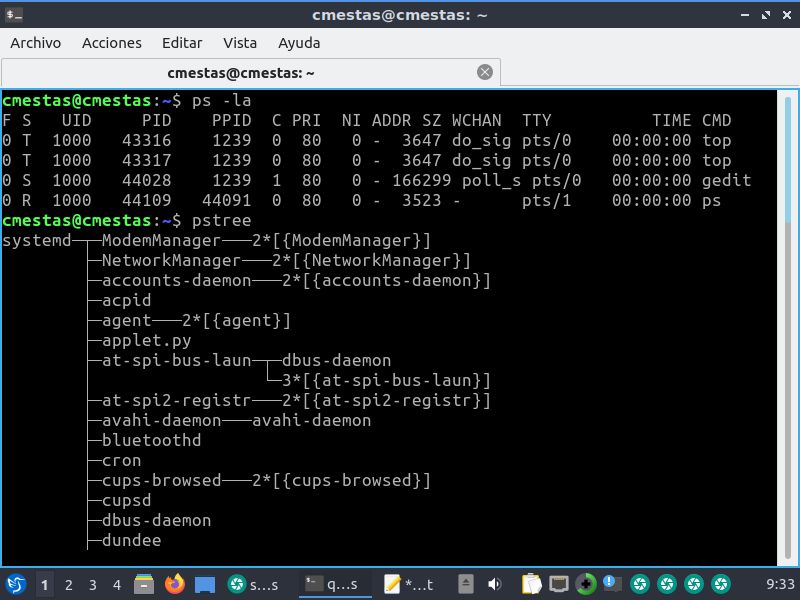 cmestas@cmestas: ~
Archivo Acciones Editar Vista Ayuda
cmestas@cmestas: ~
cmestas@cmestas:~$ ps -la
F S   UID     PID    PPID  C PRI  NI ADDR SZ WCHAN  TTY          TIME CMD
0 T  1000   43316    1239  0  80   0 -  3647 do_sig pts/0    00:00:00 top
0 T  1000   43317    1239  0  80   0 -  3647 do_sig pts/0    00:00:00 top
0 S  1000   44028    1239  1  80   0 - 166299 poll_s pts/0   00:00:00 gedit
0 R  1000   44109   44091  0  80   0 -  3523 -      pts/1    00:00:00 ps
cmestas@cmestas:~$ pstree
systemd─┬─ModemManager───2*[{ModemManager}]
        ├─NetworkManager───2*[{NetworkManager}]
        ├─accounts-daemon───2*[{accounts-daemon}]
        ├─acpid
        ├─agent───2*[{agent}]
        ├─applet.py
        ├─at-spi-bus-laun─┬─dbus-daemon
        │                 └─3*[{at-spi-bus-laun}]
        ├─at-spi2-registr───2*[{at-spi2-registr}]
        ├─avahi-daemon───avahi-daemon
        ├─bluetoothd
        ├─cron
        ├─cups-browsed───2*[{cups-browsed}]
        ├─cupsd
        ├─dbus-daemon
        ├─dundee
1 2 3 4 s...s q...s *...t 9:33